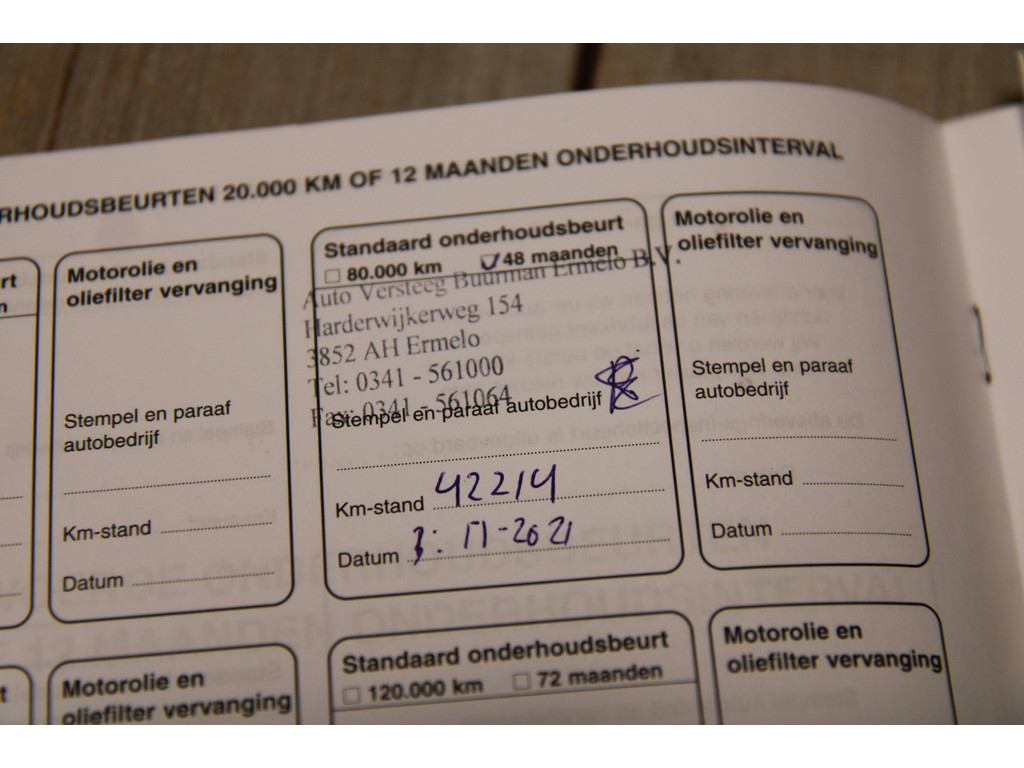 RHOUDSBEURTEN 20.000 KM OF 12 MAANDEN ONDERHOUDSINTERVAL
Motorolie en
oliefilter vervanging
Stempel en paraaf
autobedrijf
Km-stand
Datum
Standaard onderhoudsbeurt
80.000 km 48 maanden
Auto Versteeg Buurman Ermelo B.V.
Harderwijkerweg 154
3852 AH Ermelo
Tel: 0341 - 561000
Fax: 0341 - 561064
Stempel en paraaf autobedrijf
Km-stand 42214
Datum 3: 11-2021
Motorolie en
oliefilter vervanging
Stempel en paraaf
autobedrijf
Km-stand
Datum
Motorolie en
oliefilter vervanging
Standaard onderhoudsbeurt
120.000 km 72 maanden
Motorolie en
oliefilter vervanging